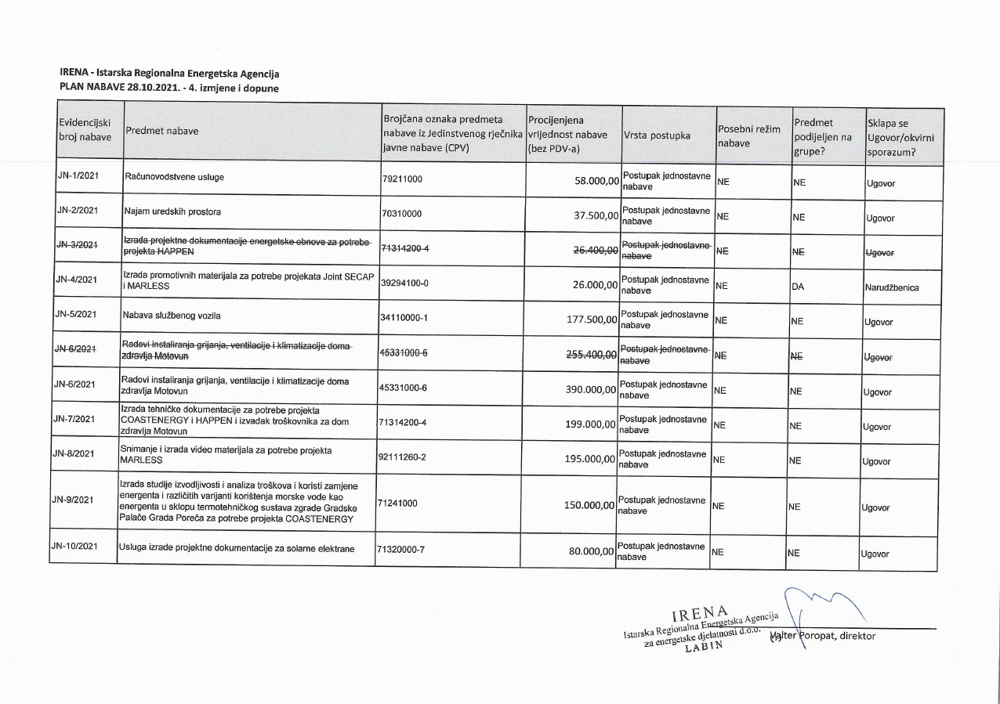 IRENA - Istarska Regionalna Energetska Agencija
PLAN NABAVE 28.10.2021. - 4. izmjene i dopune
Evidencijski broj nabave | Predmet nabave | Brojčana oznaka predmeta nabave iz Jedinstvenog rječnika javne nabave (CPV) | Procijenjena vrijednost nabave (bez PDV-a) | Vrsta postupka | Posebni režim nabave | Predmet podijeljen na grupe? | Sklapa se Ugovor/okvirni sporazum?
JN-1/2021 | Računovodstvene usluge | 79211000 | 58.000,00 | Postupak jednostavne nabave | NE | NE | Ugovor
JN-2/2021 | Najam uredskih prostora | 70310000 | 37.500,00 | Postupak jednostavne nabave | NE | NE | Ugovor
JN-3/2021 | Izrada projektne dokumentacije energetske obnove za potrebe projekta HAPPEN | 71314200-4 | 26.400,00 | Postupak jednostavne nabave | NE | NE | Ugovor
JN-4/2021 | Izrada promotivnih materijala za potrebe projekata Joint SECAP i MARLESS | 39294100-0 | 26.000,00 | Postupak jednostavne nabave | NE | DA | Narudžbenica
JN-5/2021 | Nabava službenog vozila | 34110000-1 | 177.500,00 | Postupak jednostavne nabave | NE | NE | Ugovor
JN-6/2021 | Radovi instaliranja grijanja, ventilacije i klimatizacije doma zdravlja Motovun | 45331000-6 | 255.400,00 | Postupak jednostavne nabave | NE | NE | Ugovor
JN-6/2021 | Radovi instaliranja grijanja, ventilacije i klimatizacije doma zdravlja Motovun | 45331000-6 | 390.000,00 | Postupak jednostavne nabave | NE | NE | Ugovor
JN-7/2021 | Izrada tehničke dokumentacije za potrebe projekta COASTENERGY i HAPPEN i izvadak troškovnika za dom zdravlja Motovun | 71314200-4 | 199.000,00 | Postupak jednostavne nabave | NE | NE | Ugovor
JN-8/2021 | Snimanje i izrada video materijala za potrebe projekta MARLESS | 92111260-2 | 195.000,00 | Postupak jednostavne nabave | NE | NE | Ugovor
JN-9/2021 | Izrada studije izvodljivosti i analiza troškova i koristi zamjene energenta i različitih varijanti korištenja morske vode kao energenta u sklopu termotehničkog sustava zgrade Gradske Palače Grada Poreča za potrebe projekta COASTENERGY | 71241000 | 150.000,00 | Postupak jednostavne nabave | NE | NE | Ugovor
JN-10/2021 | Usluga izrade projektne dokumentacije za solarne elektrane | 71320000-7 | 80.000,00 | Postupak jednostavne nabave | NE | NE | Ugovor
IRENA
Istarska Regionalna Energetska Agencija
za energetske djelatnosti d.o.o.
LABIN
Valter Poropat, direktor